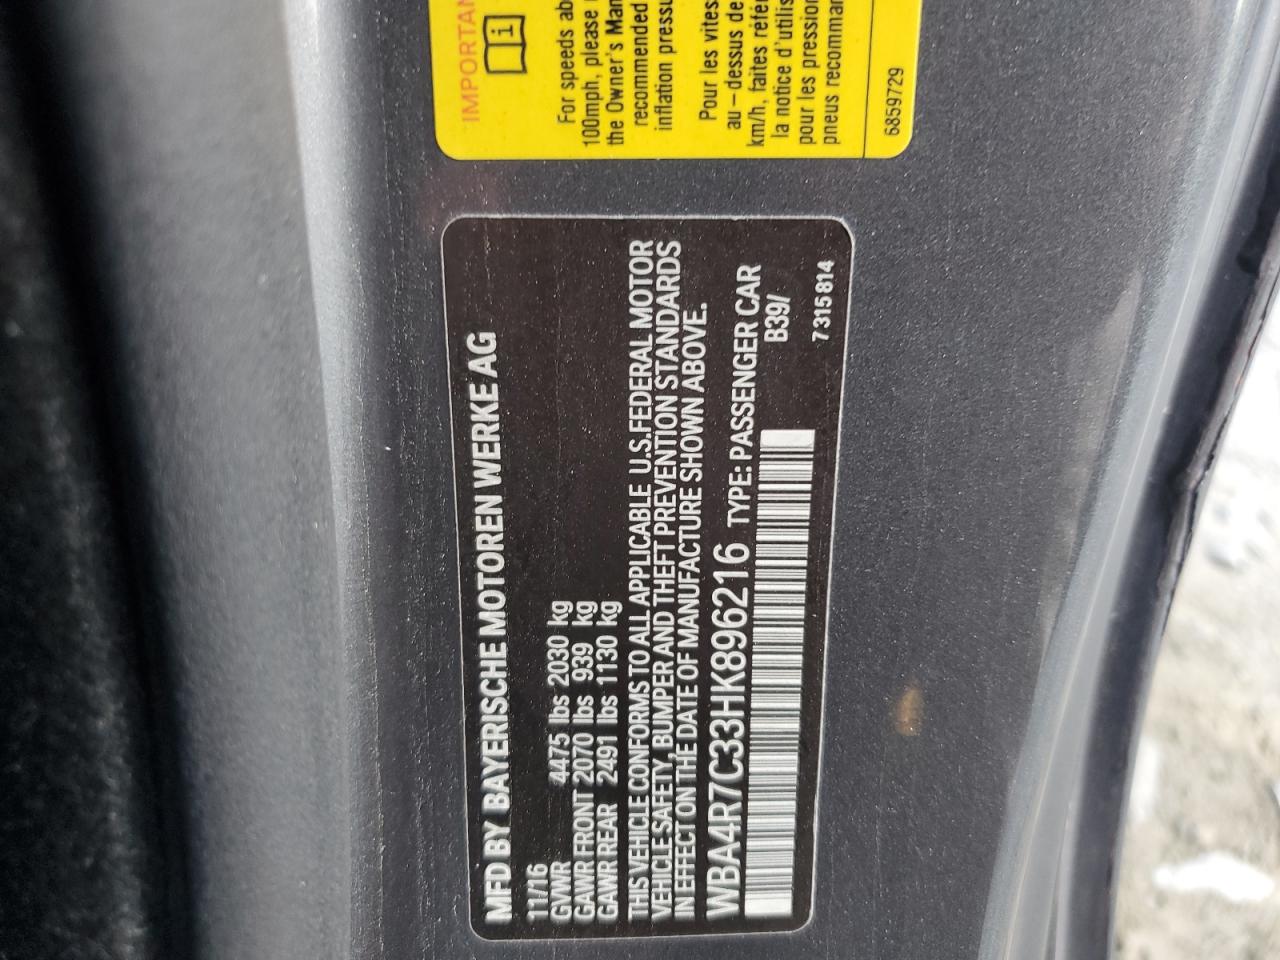 IMPORTAN
For speeds ab
100mph, please
the Owner's Man
recommended
inflation pressu
Pour les vites
au-dessus de
km/h, faites référ
la notice d'utilis
pour les pression
pneus recomman
6859729
MFD BY BAYERISCHE MOTOREN WERKE AG
11/16
GVWR 4475 lbs 2030 kg
GAWR FRONT 2070 lbs 939 kg
GAWR REAR 2491 lbs 1130 kg
THIS VEHICLE CONFORMS TO ALL APPLICABLE U.S.FEDERAL MOTOR
VEHICLE SAFETY, BUMPER AND THEFT PREVENTION STANDARDS
IN EFFECT ON THE DATE OF MANUFACTURE SHOWN ABOVE.
WBA4R7C33HK896216 TYPE: PASSENGER CAR
B39/
7315814